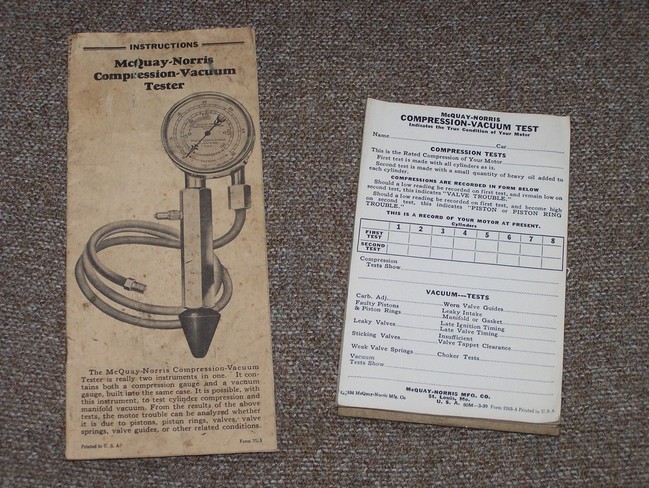 INSTRUCTIONS
McQuay-Norris
Compression-Vacuum
Tester
The McQuay-Norris Compression-Vacuum
Tester is really two instruments in one. It con-
tains both a compression gauge and a vacuum
gauge, built into the same case. It is possible, with
this instrument, to test cylinder compression and
manifold vacuum. From the results of the above
tests, the motor trouble can be analyzed whether
it is due to pistons, piston rings, valves, valve
springs, valve guides, or other related conditions.
Printed in U. S. A.
Form
McQUAY-NORRIS
COMPRESSION-VACUUM TEST
Indicates the True Condition of Your Motor
Name Car
COMPRESSION TESTS
This is the Rated Compression of Your Motor
First test is made with all cylinders as is.
Second test is made with a small quantity of heavy oil added to
each cylinder.
COMPRESSIONS ARE RECORDED IN FORM BELOW
Should a low reading be recorded on first test, and remain low on
second test, this indicates "VALVE TROUBLE."
Should a low reading be recorded on first test, and become high
on second test, this indicates "PISTON or PISTON RING
TROUBLE."
THIS IS A RECORD OF YOUR MOTOR AT PRESENT.
Cylinders
1 2 3 4 5 6 7 8
FIRST
TEST
SECOND
TEST
Compression
Tests Show
VACUUM—TESTS
Carb. Adj. Worn Valve Guides
Faulty Pistons Leaky Intake
& Piston Rings Manifold or Gasket
Late Ignition Timing
Leaky Valves Late Valve Timing
Sticking Valves Insufficient
Valve Tappet Clearance
Weak Valve Springs Choker Tests
Vacuum
Tests Show
McQUAY-NORRIS MFG. CO.
St. Louis, Mo.
U. S. A.
McQuay-Norris Mfg. Co. 50M-3-39 Form Printed in U. S. A.